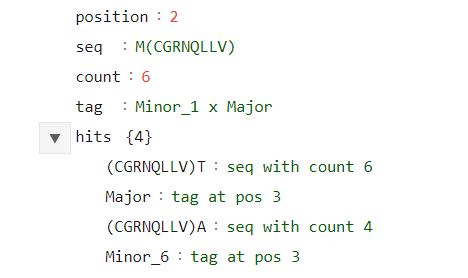 position : 2
seq : M(CGRNQLLV)
count : 6
tag : Minor_1 x Major
hits {4}
(CGRNQLLV)T : seq with count 6
Major : tag at pos 3
(CGRNQLLV)A : seq with count 4
Minor_6 : tag at pos 3